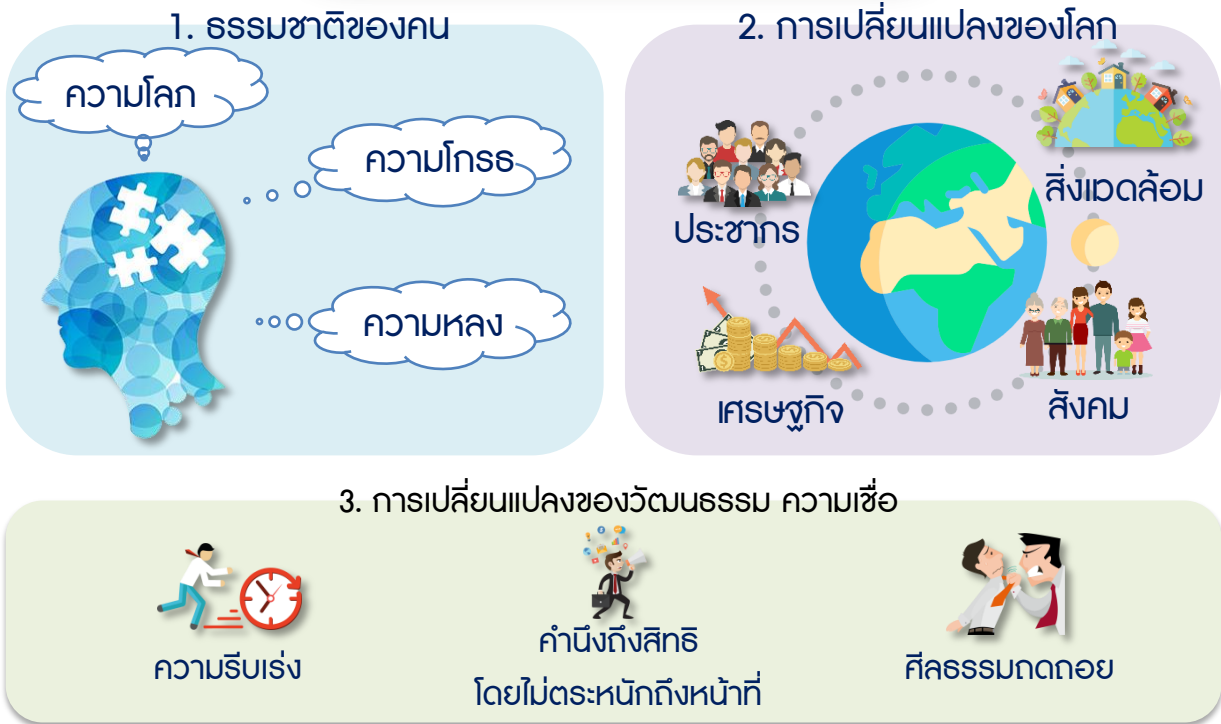 1. ธรรมชาติของคน
ความโลภ
ความโกรธ
ความหลง
2. การเปลี่ยนแปลงของโลก
ประชากร
สิ่งแวดล้อม
เศรษฐกิจ
สังคม
3. การเปลี่ยนแปลงของวัฒนธรรม ความเชื่อ
ความรีบเร่ง
คำนึงถึงสิทธิ
โดยไม่ตระหนักถึงหน้าที่
ศีลธรรมถดถอย